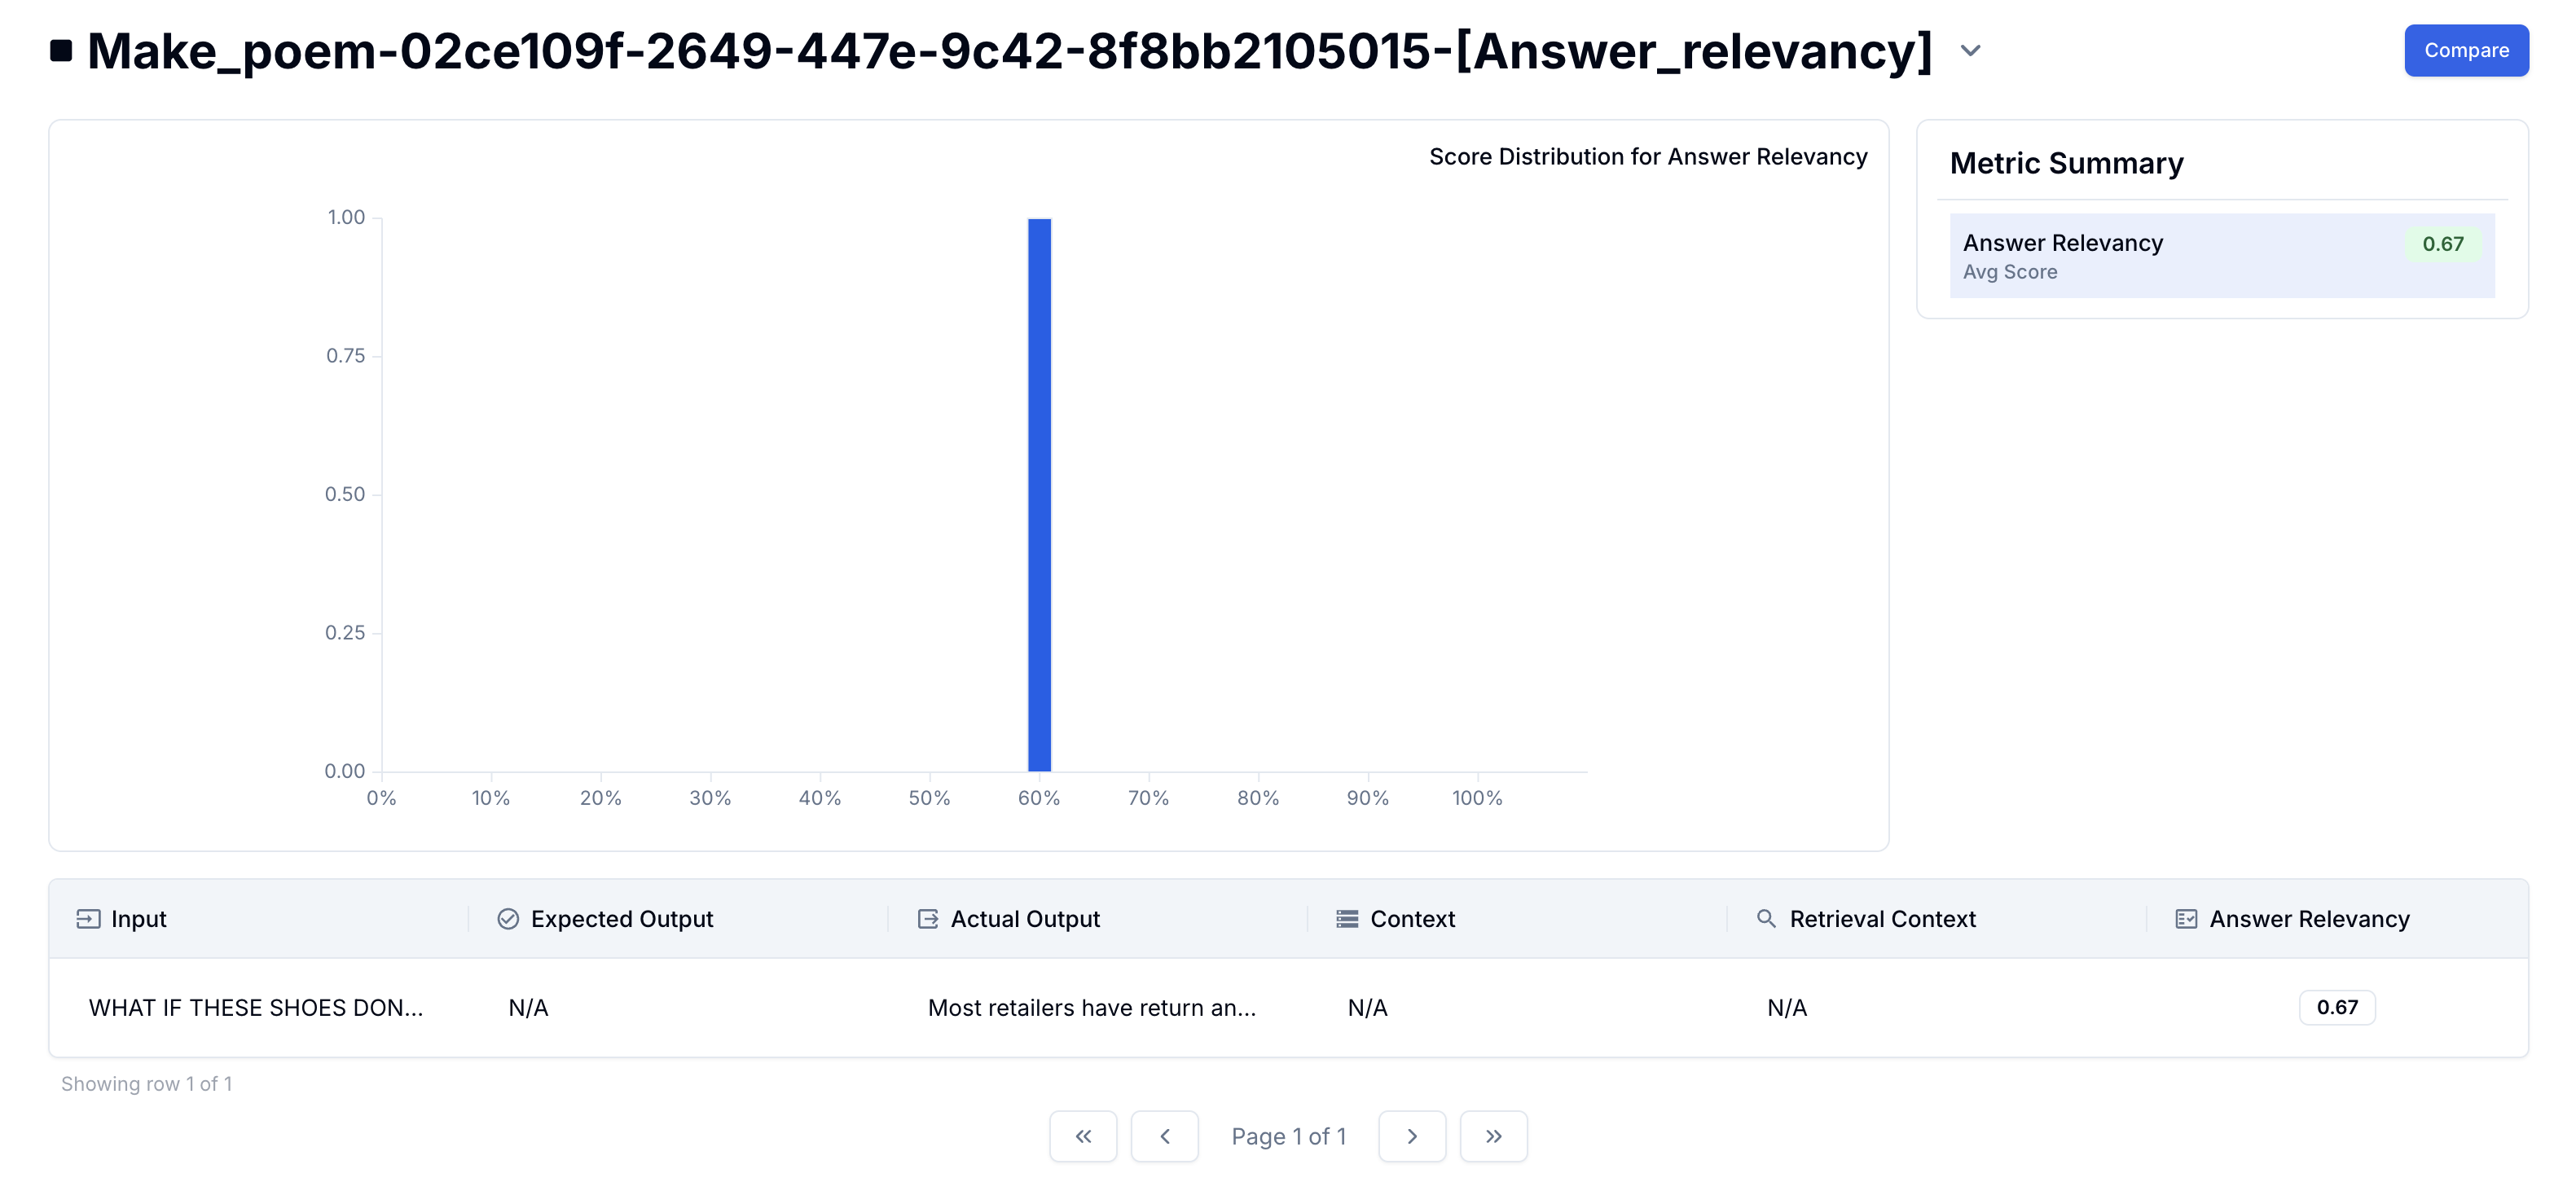 Make_poem-02ce109f-2649-447e-9c42-8f8bb2105015-[Answer_relevancy]
Compare
Score Distribution for Answer Relevancy
1.00
0.75
0.50
0.25
0.00
0% 10% 20% 30% 40% 50% 60% 70% 80% 90% 100%
Metric Summary
Answer Relevancy 0.67
Avg Score
Input Expected Output Actual Output Context Retrieval Context Answer Relevancy
WHAT IF THESE SHOES DON... N/A Most retailers have return an... N/A N/A 0.67
Showing row 1 of 1
Page 1 of 1